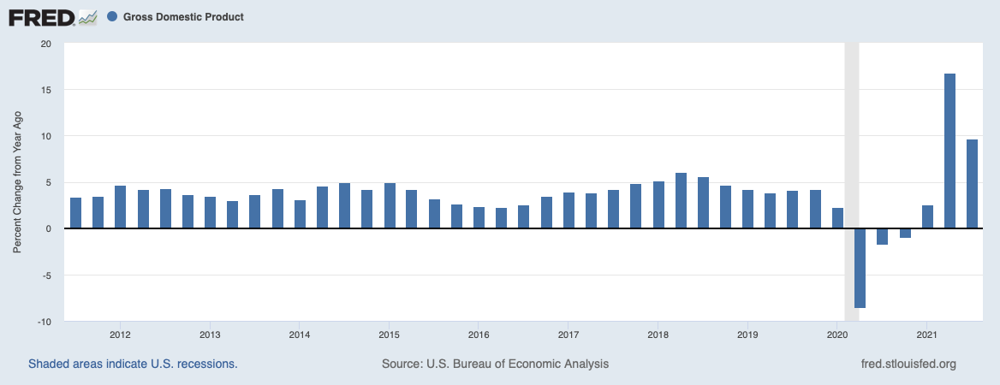 FRED Gross Domestic Product
Percent Change from Year Ago
20
15
10
5
0
-5
-10
2012 2013 2014 2015 2016 2017 2018 2019 2020 2021
Shaded areas indicate U.S. recessions. Source: U.S. Bureau of Economic Analysis fred.stlouisfed.org